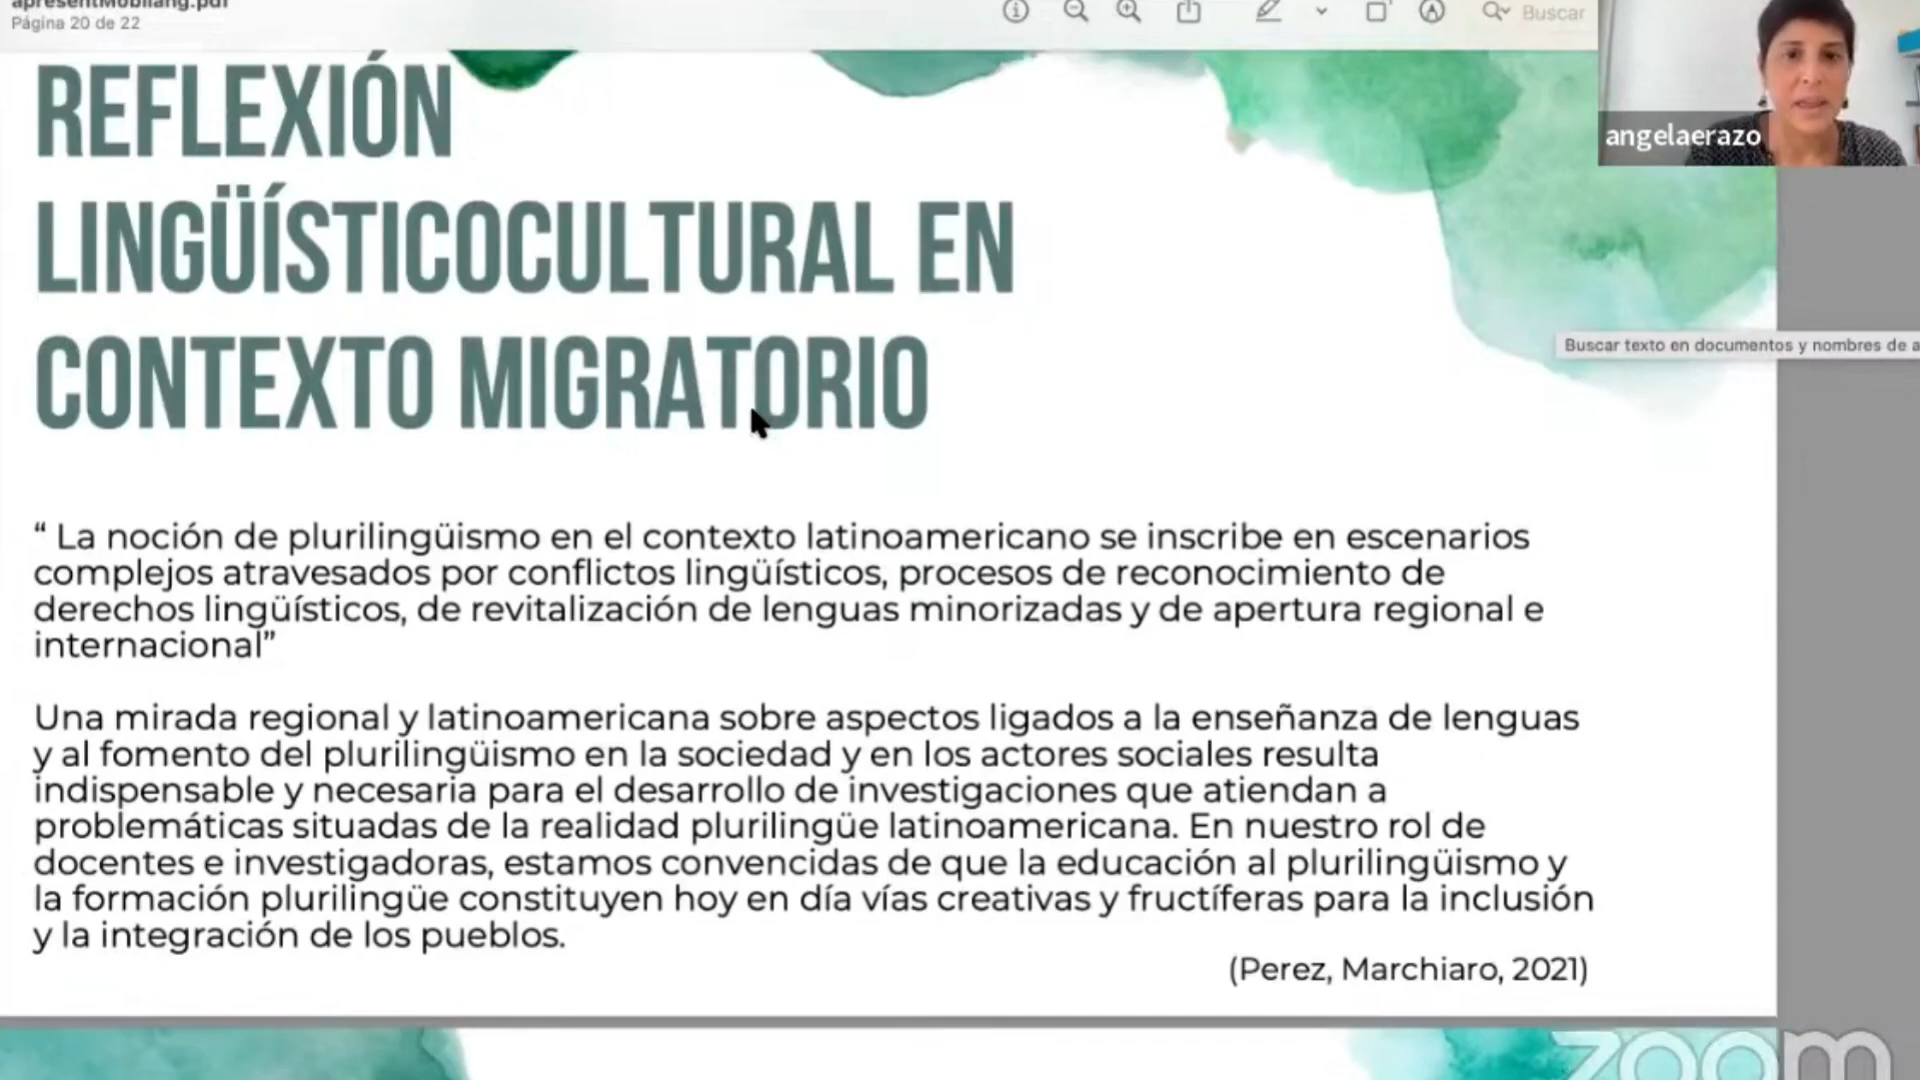 apresentMobilang.pdf
Página 20 de 22
Buscar
angelaerazo
REFLEXIÓN
LINGÜÍSTICOCULTURAL EN
CONTEXTO MIGRATORIO
Buscar texto en documentos y nombres de a
“ La noción de plurilingüismo en el contexto latinoamericano se inscribe en escenarios
complejos atravesados por conflictos lingüísticos, procesos de reconocimiento de
derechos lingüísticos, de revitalización de lenguas minorizadas y de apertura regional e
internacional”
Una mirada regional y latinoamericana sobre aspectos ligados a la enseñanza de lenguas
y al fomento del plurilingüismo en la sociedad y en los actores sociales resulta
indispensable y necesaria para el desarrollo de investigaciones que atiendan a
problemáticas situadas de la realidad plurilingüe latinoamericana. En nuestro rol de
docentes e investigadoras, estamos convencidas de que la educación al plurilingüismo y
la formación plurilingüe constituyen hoy en día vías creativas y fructíferas para la inclusión
y la integración de los pueblos.
(Perez, Marchiaro, 2021)
zoom